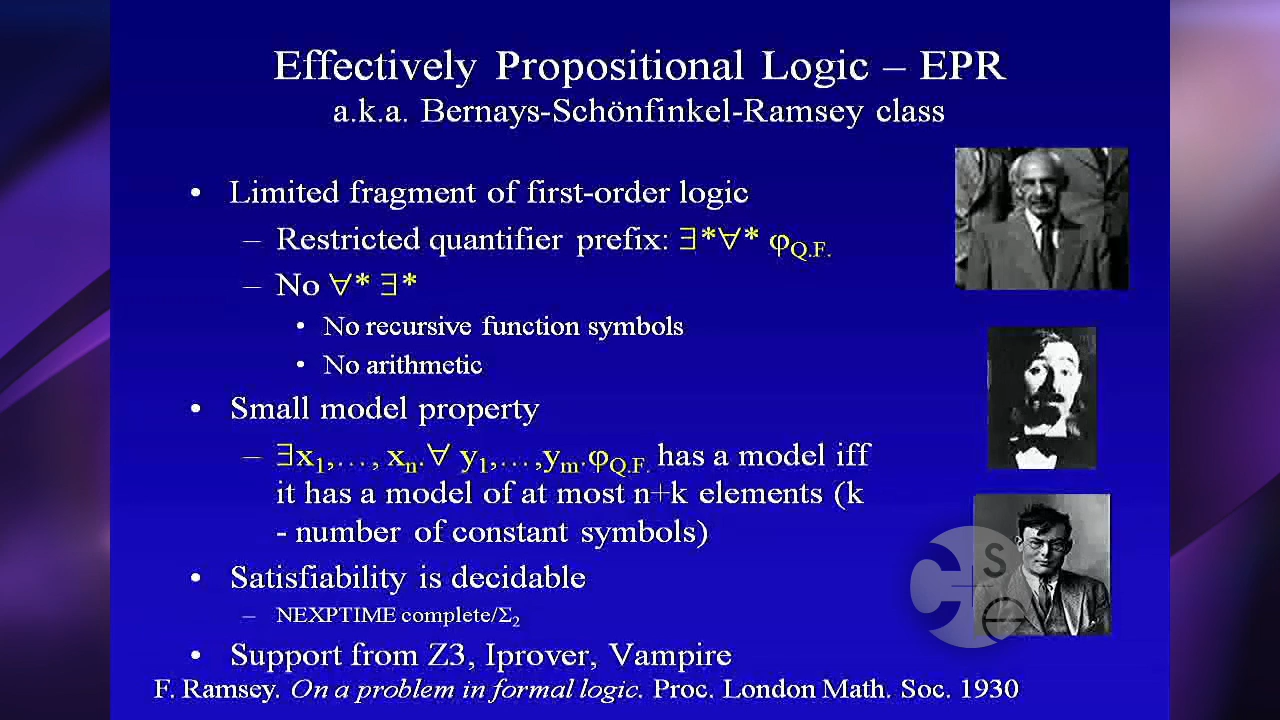 Effectively Propositional Logic – EPR
a.k.a. Bernays-Schönfinkel-Ramsey class
• Limited fragment of first-order logic
– Restricted quantifier prefix: ∃*∀* φQ.F.
– No ∀* ∃*
• No recursive function symbols
• No arithmetic
• Small model property
– ∃x1,…, xn.∀ y1,…,ym.φQ.F. has a model iff
it has a model of at most n+k elements (k
- number of constant symbols)
• Satisfiability is decidable
– NEXPTIME complete/Σ2
• Support from Z3, Iprover, Vampire
F. Ramsey. On a problem in formal logic. Proc. London Math. Soc. 1930
C+se